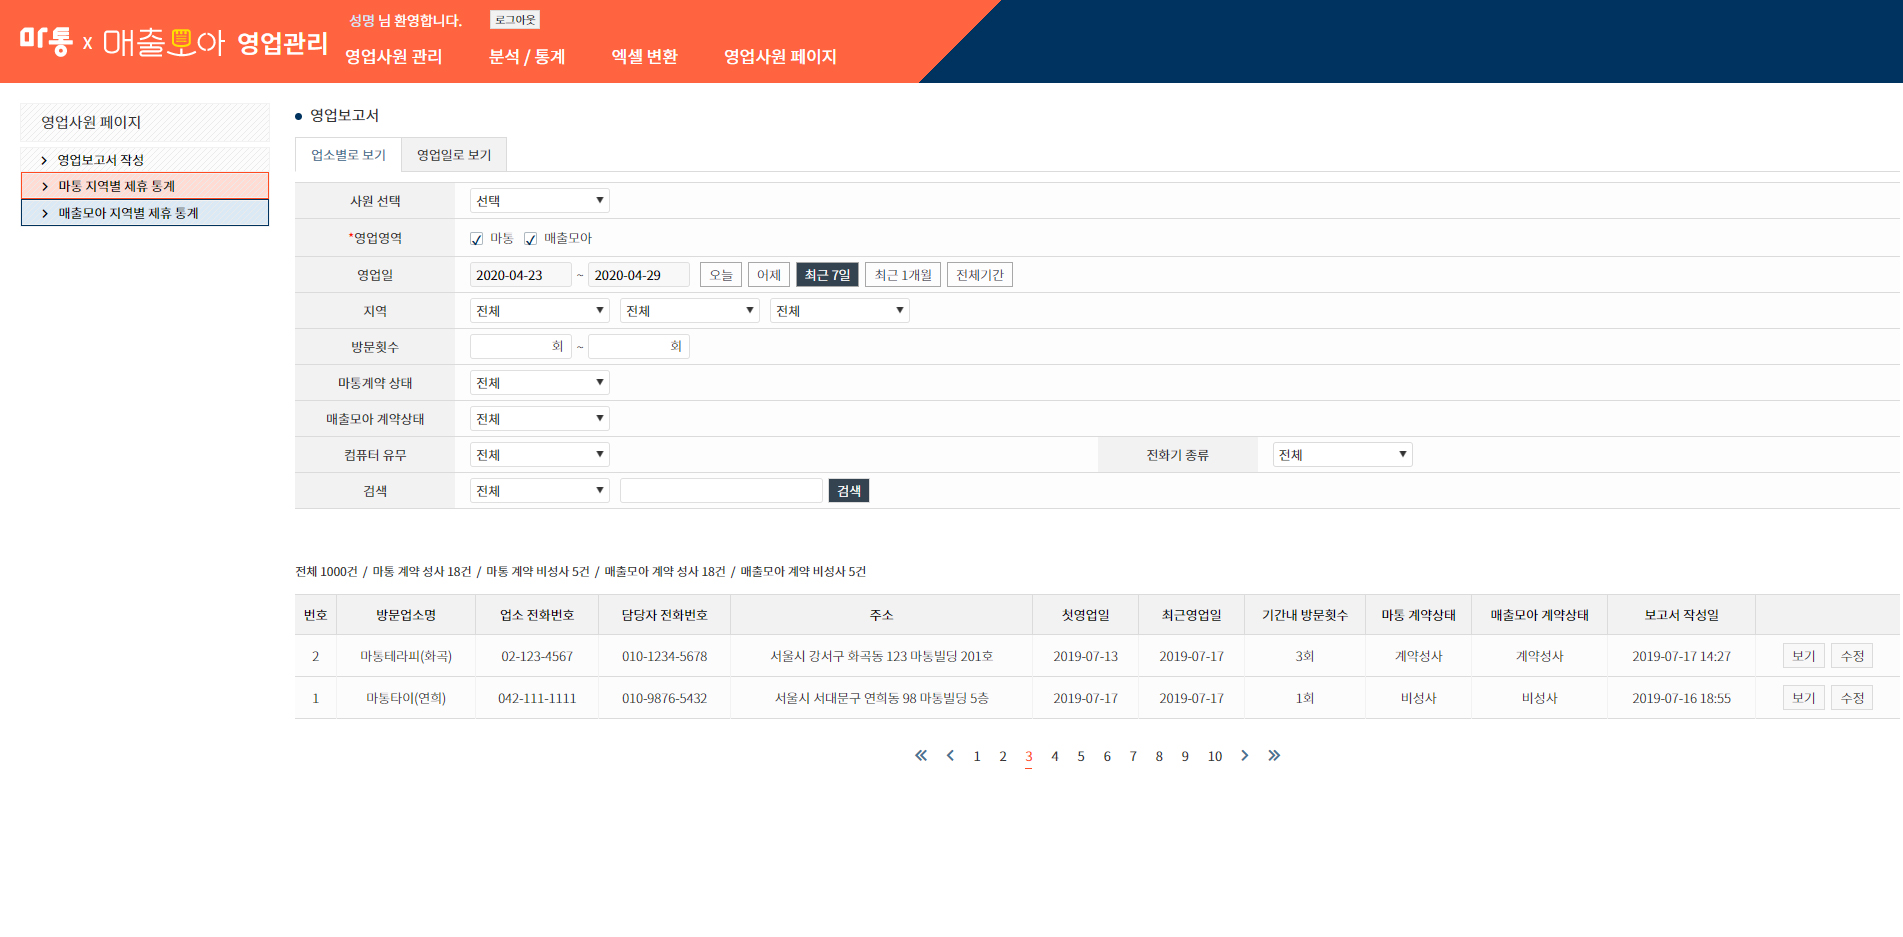 성명 님 환영합니다. 로그아웃
마통 x 매출모아 영업관리
영업사원 관리 분석 / 통계 엑셀 변환 영업사원 페이지
영업사원 페이지
영업보고서 작성
마통 지역별 제휴 통계
매출모아 지역별 제휴 통계
영업보고서
업소별로 보기 영업일로 보기
사원 선택 선택
*영업영역 마통 매출모아
영업일 2020-04-23 ~ 2020-04-29 오늘 어제 최근 7일 최근 1개월 전체기간
지역 전체 전체 전체
방문횟수 회 ~ 회
마통계약 상태 전체
매출모아 계약상태 전체
컴퓨터 유무 전체 전화기 종류 전체
검색 전체 검색
전체 1000건 / 마통 계약 성사 18건 / 마통 계약 비성사 5건 / 매출모아 계약 성사 18건 / 매출모아 계약 비성사 5건
번호 방문업소명 업소 전화번호 담당자 전화번호 주소 첫영업일 최근영업일 기간내 방문횟수 마통 계약상태 매출모아 계약상태 보고서 작성일
2 마통테라피(화곡) 02-123-4567 010-1234-5678 서울시 강서구 화곡동 123 마통빌딩 201호 2019-07-13 2019-07-17 3회 계약성사 계약성사 2019-07-17 14:27 보기 수정
1 마통타이(연희) 042-111-1111 010-9876-5432 서울시 서대문구 연희동 98 마통빌딩 5층 2019-07-17 2019-07-17 1회 비성사 비성사 2019-07-16 18:55 보기 수정
1 2 3 4 5 6 7 8 9 10